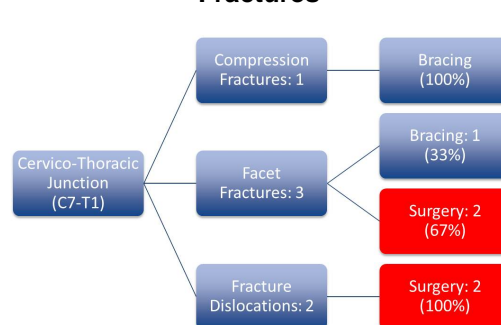 Fractures
Compression
Fractures: 1
Bracing
(100%)
Cervico-Thoracic
Junction
(C7-T1)
Facet
Fractures: 3
Bracing: 1
(33%)
Surgery: 2
(67%)
Fracture
Dislocations: 2
Surgery: 2
(100%)